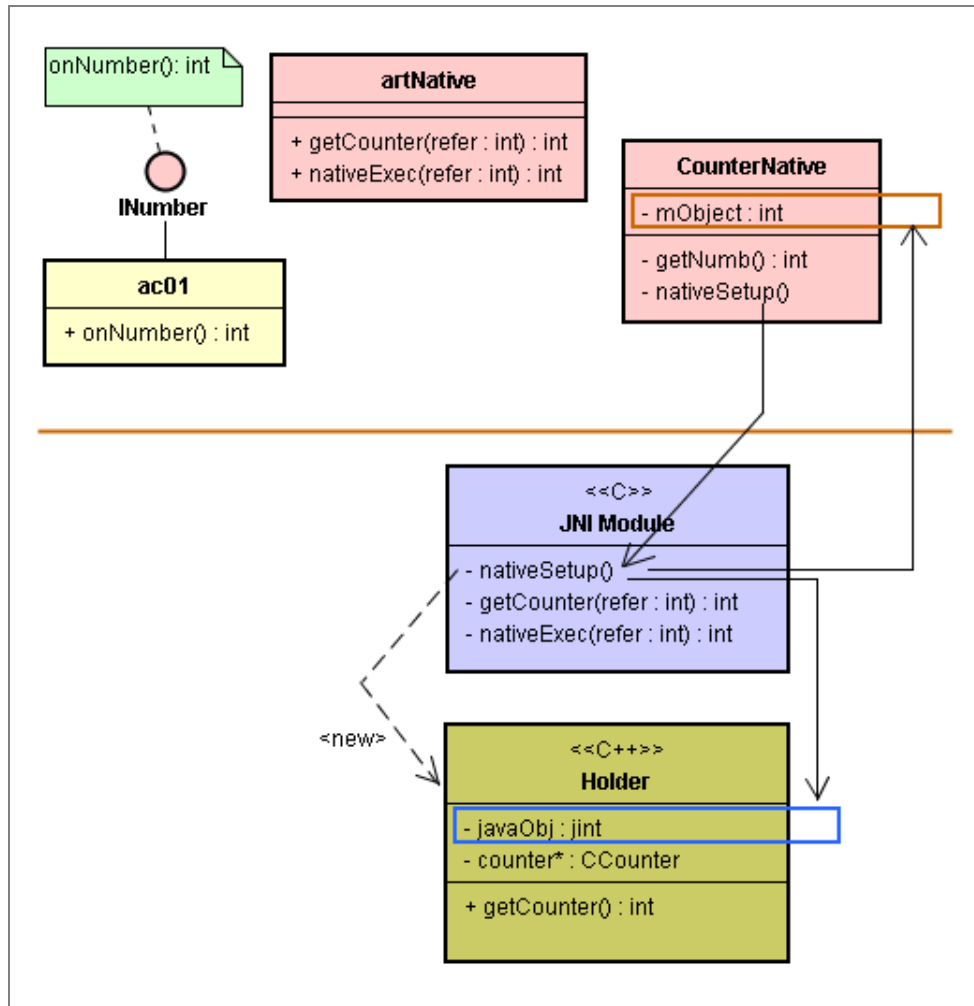 onNumber(): int
INumber
ac01
+ onNumber() : int
artNative
+ getCounter(refer : int) : int
+ nativeExec(refer : int) : int
CounterNative
- mObject : int
- getNumb() : int
- nativeSetup()
<<C>>
JNI Module
- nativeSetup()
- getCounter(refer : int) : int
- nativeExec(refer : int) : int
<new>
<<C++>>
Holder
- javaObj : jint
- counter* : CCounter
+ getCounter() : int